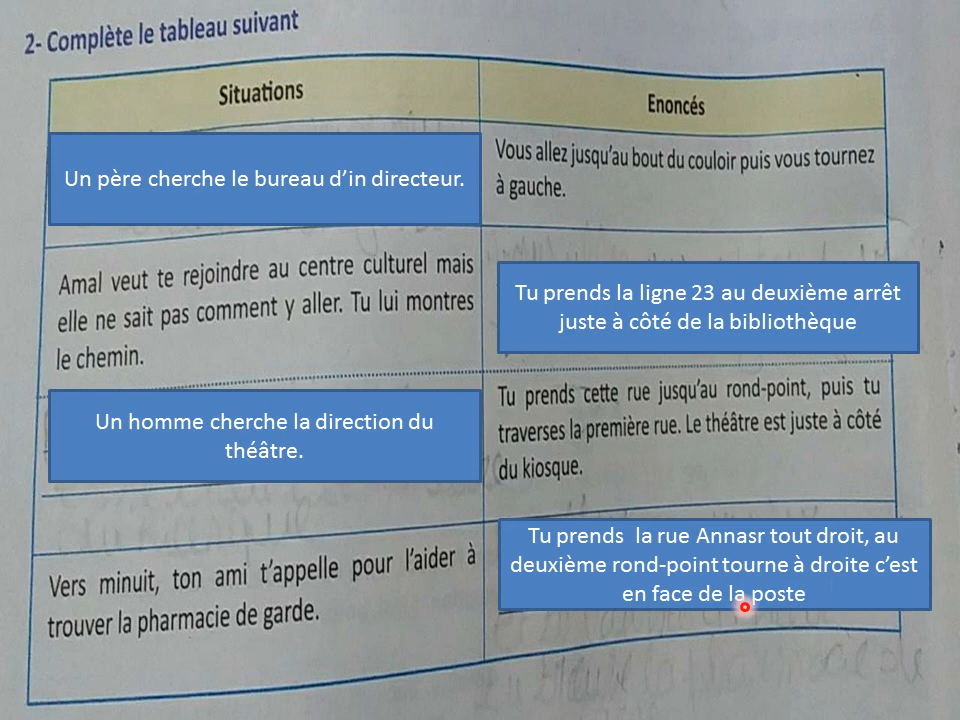 2- Complète le tableau suivant
Situations
Enoncés
Un père cherche le bureau d’in directeur.
Vous allez jusqu'au bout du couloir puis vous tournez
à gauche.
Amal veut te rejoindre au centre culturel mais
elle ne sait pas comment y aller. Tu lui montres
le chemin.
Tu prends la ligne 23 au deuxième arrêt
juste à côté de la bibliothèque
Un homme cherche la direction du
théâtre.
Tu prends cette rue jusqu'au rond-point, puis tu
traverses la première rue. Le théâtre est juste à côté
du kiosque.
Vers minuit, ton ami t'appelle pour l'aider à
trouver la pharmacie de garde.
Tu prends  la rue Annasr tout droit, au
deuxième rond-point tourne à droite c’est
en face de la poste